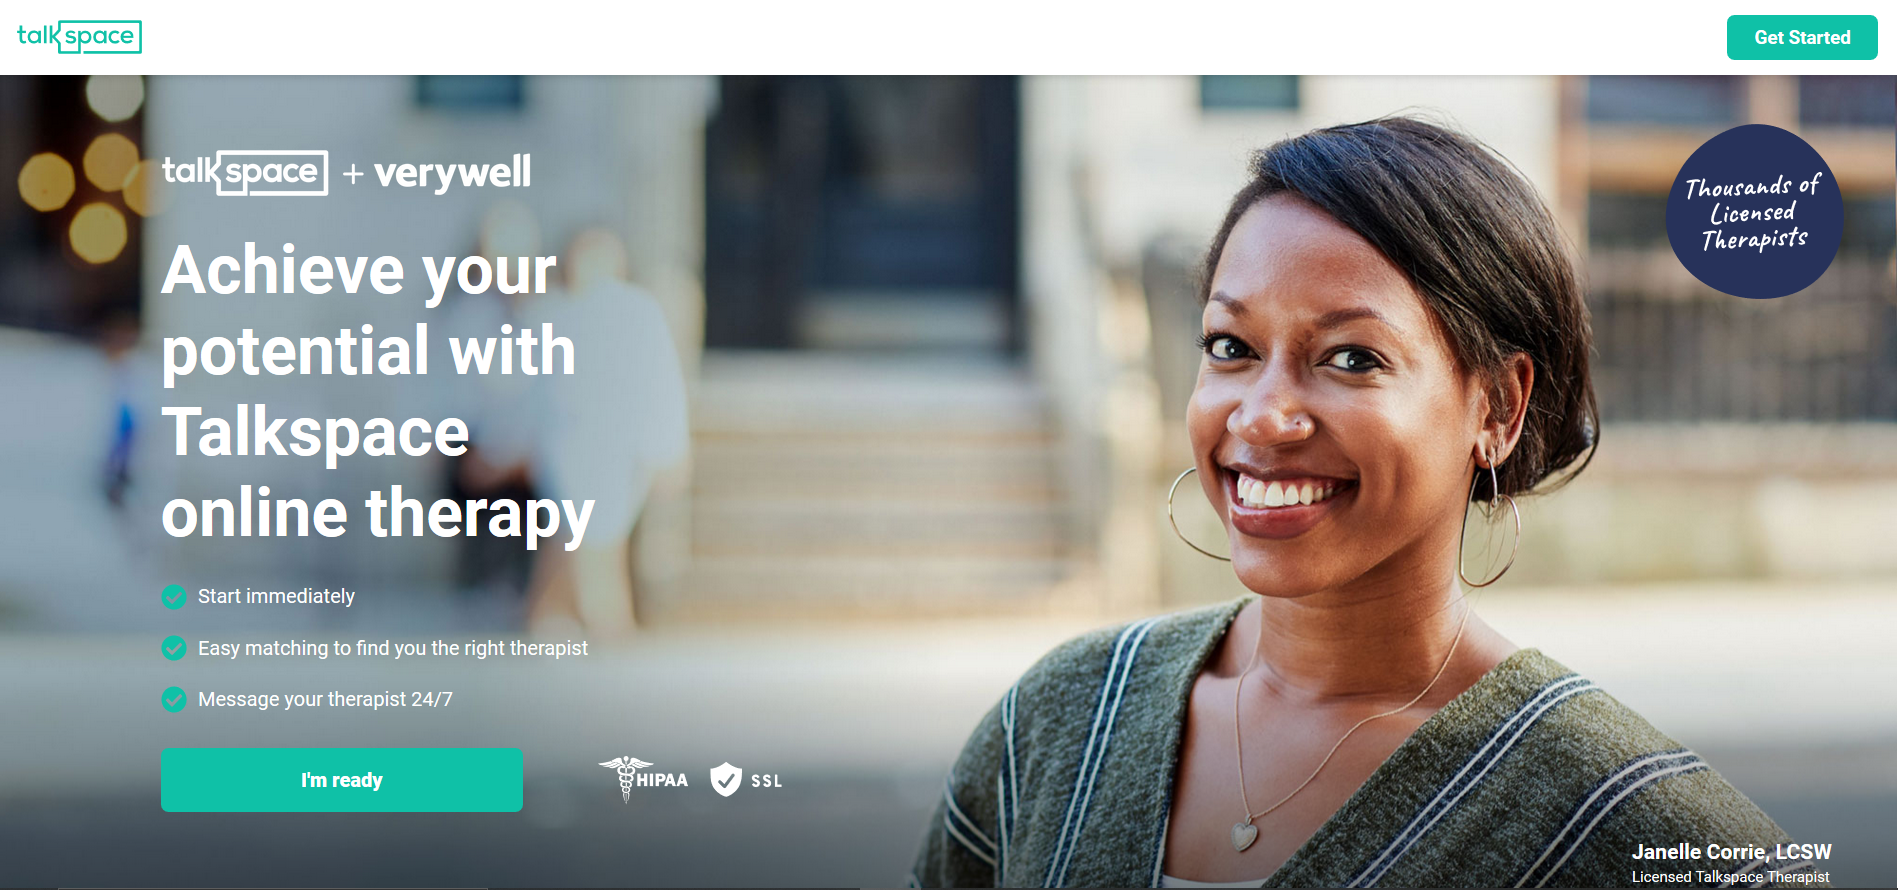 talkspace
Get Started
talkspace + verywell
Thousands of
Licensed
Therapists
Achieve your
potential with
Talkspace
online therapy
Start immediately
Easy matching to find you the right therapist
Message your therapist 24/7
I'm ready
HIPAA
SSL
Janelle Corrie, LCSW
Licensed Talkspace Therapist